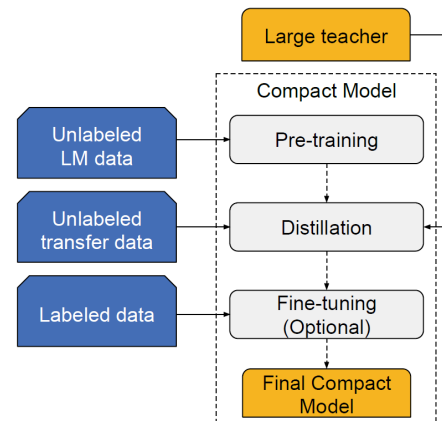 Large teacher
Compact Model
Unlabeled
LM data
Pre-training
Unlabeled
transfer data
Distillation
Labeled data
Fine-tuning
(Optional)
Final Compact
Model